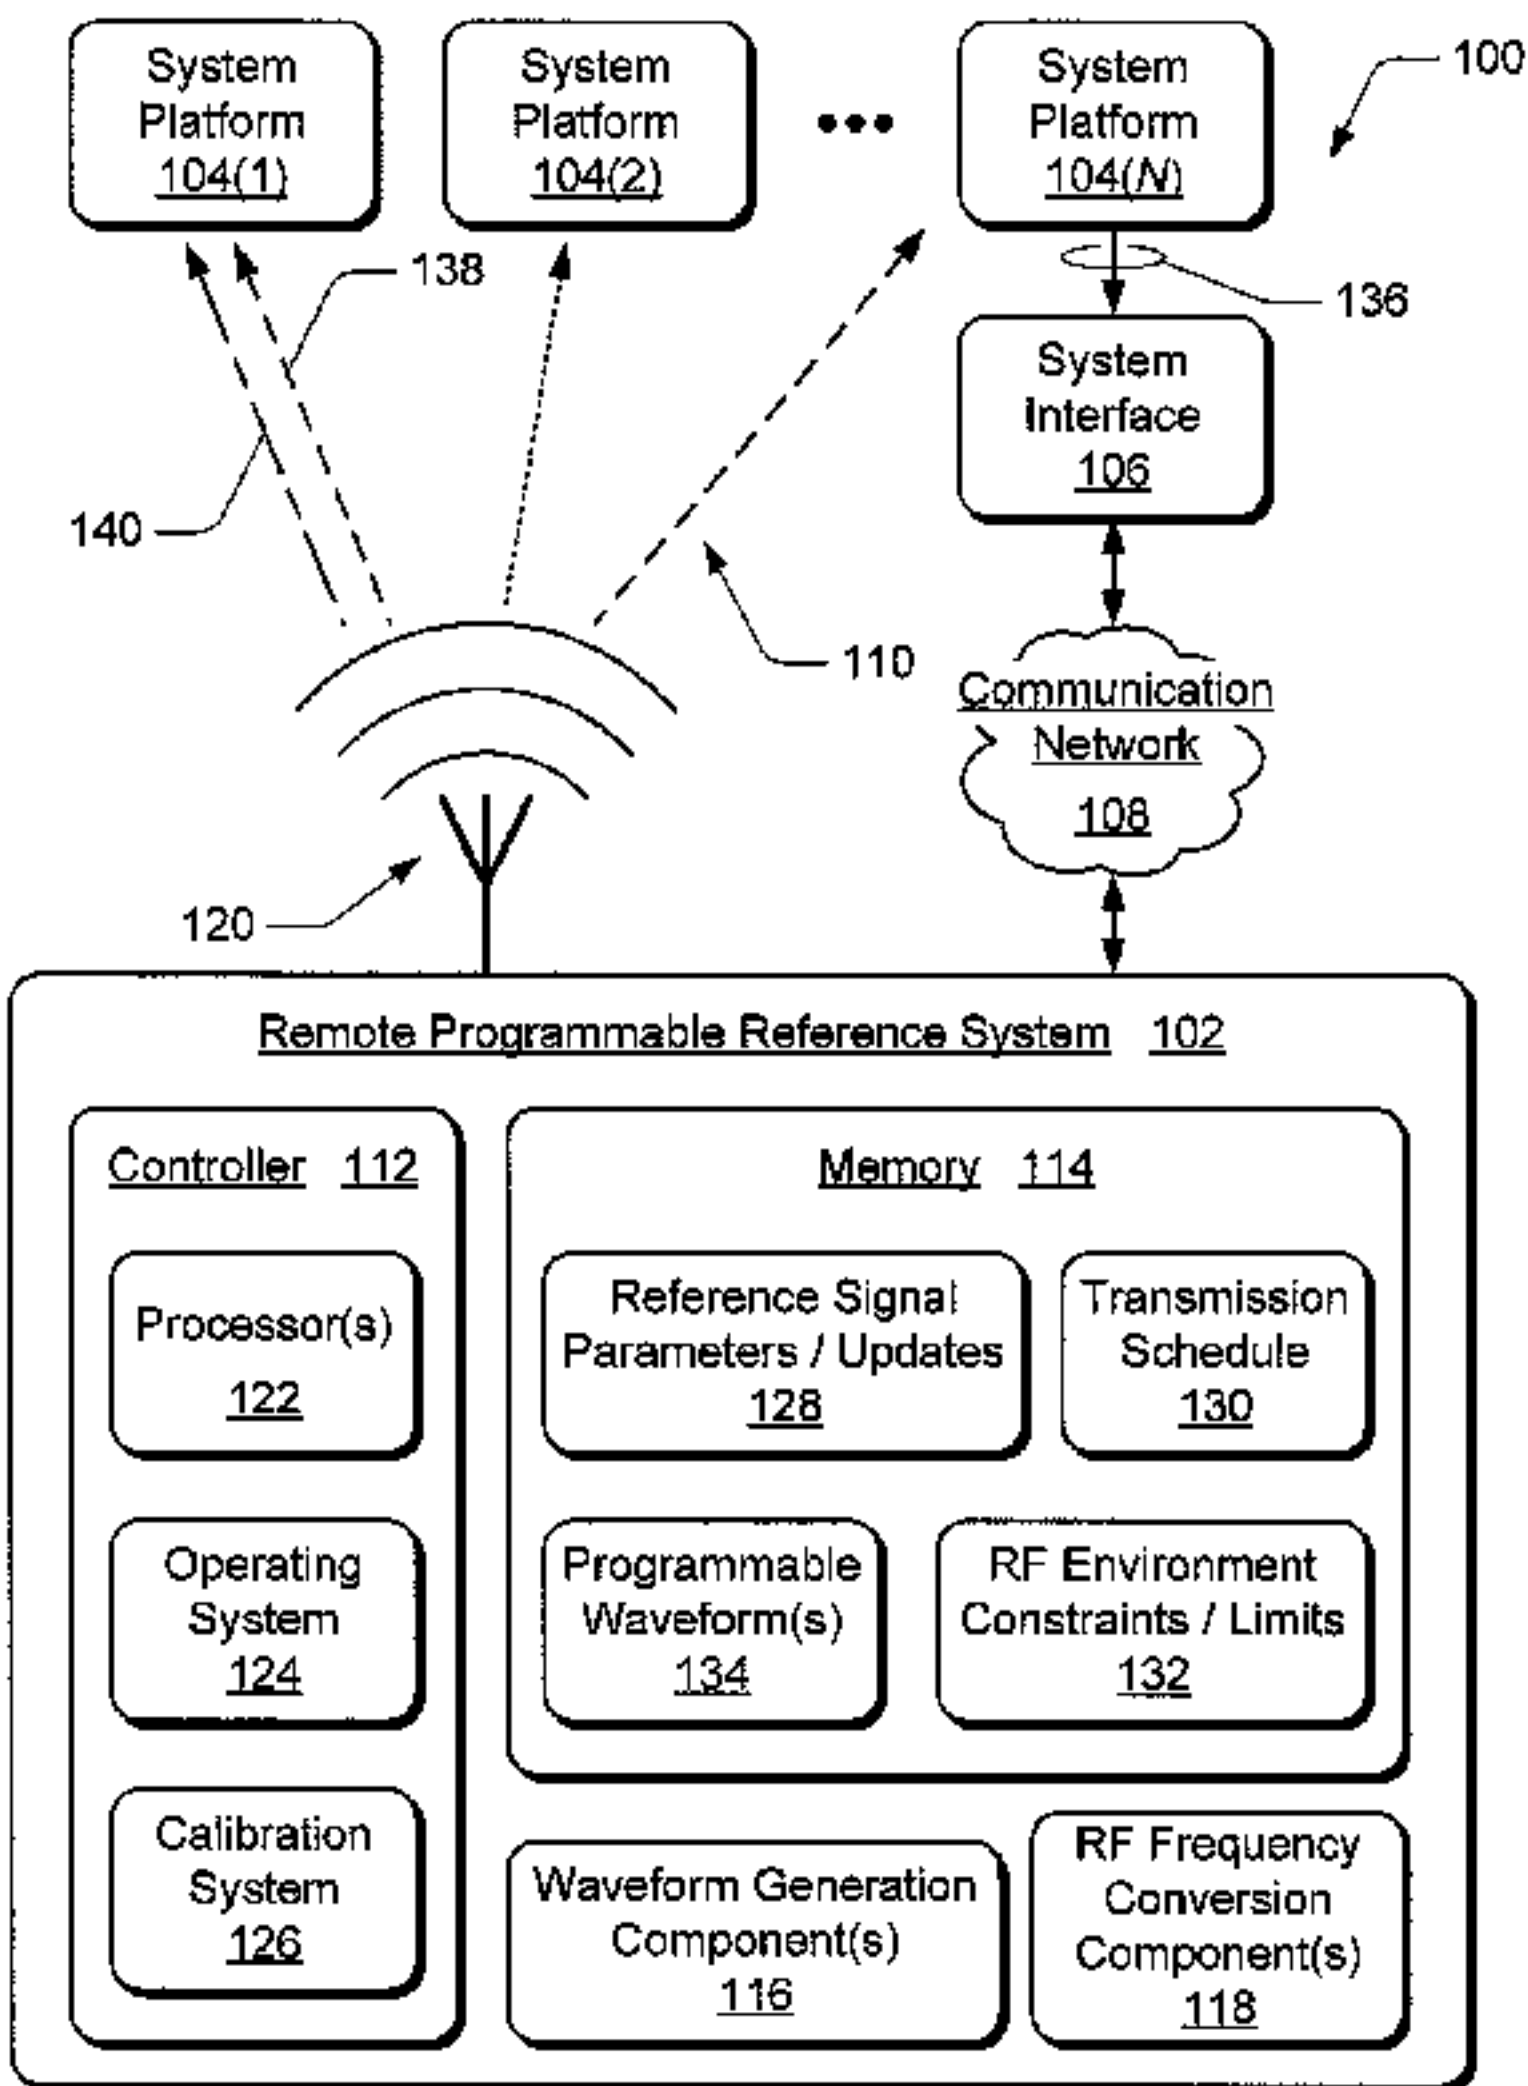 System
Platform
104(1)
System
Platform
104(2)
•••
System
Platform
104(N)
100
138
136
System
Interface
106
140
110
Communication
Network
108
120
Remote Programmable Reference System 102
Controller 112
Processor(s)
122
Operating
System
124
Calibration
System
126
Memory 114
Reference Signal
Parameters / Updates
128
Transmission
Schedule
130
Programmable
Waveform(s)
134
RF Environment
Constraints / Limits
132
Waveform Generation
Component(s)
116
RF Frequency
Conversion
Component(s)
118